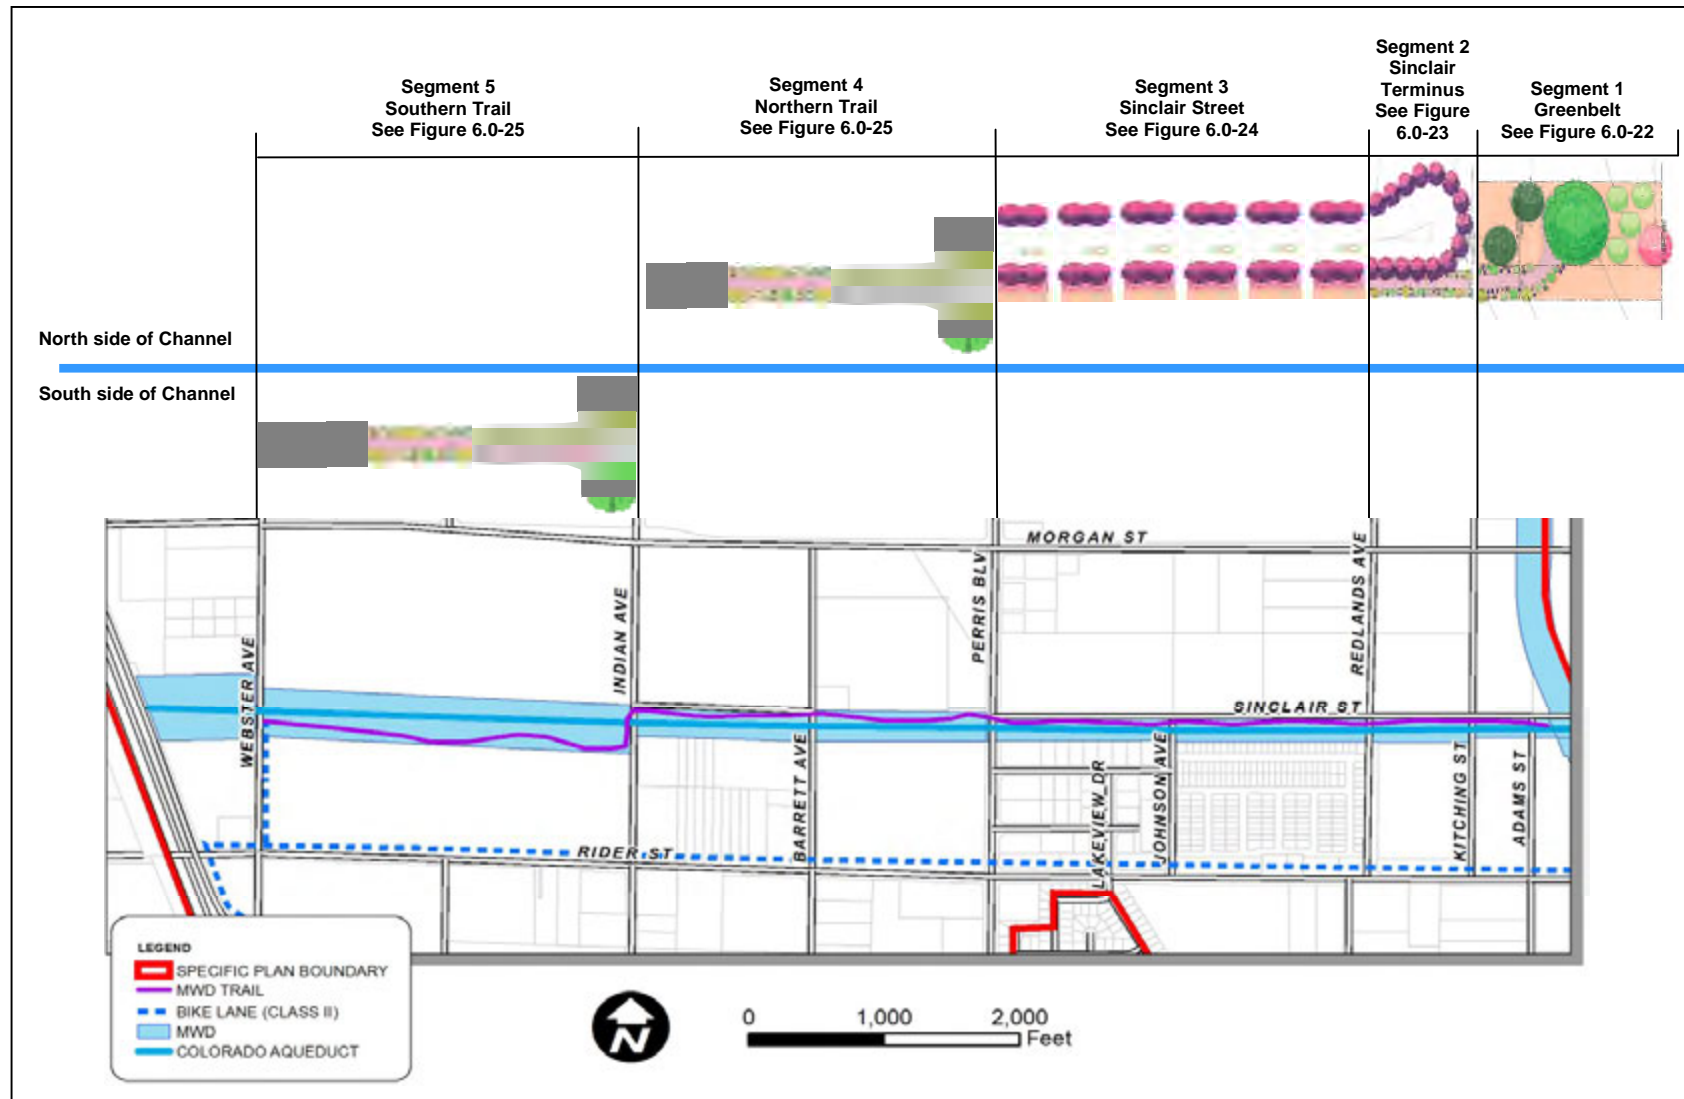 Segment 5
Southern Trail
See Figure 6.0-25
Segment 4
Northern Trail
See Figure 6.0-25
Segment 3
Sinclair Street
See Figure 6.0-24
Segment 2
Sinclair
Terminus
See Figure
6.0-23
Segment 1
Greenbelt
See Figure 6.0-22
North side of Channel
South side of Channel
MORGAN ST
WEBSTER AVE
INDIAN AVE
PERRIS BLV
REDLANDS AVE
SINCLAIR ST
BARRETT AVE
LAKEVIEW DR
JOHNSON AVE
KITCHING ST
ADAMS ST
RIDER ST
LEGEND
SPECIFIC PLAN BOUNDARY
MWD TRAIL
BIKE LANE (CLASS II)
MWD
COLORADO AQUEDUCT
N
0 1,000 2,000
Feet